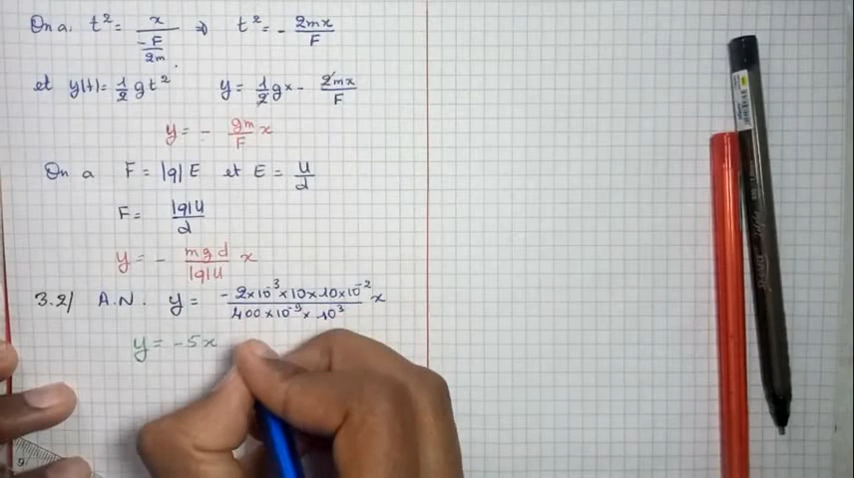 On a. t² = x / (-F/2m) ⇒ t² = - 2mx/F
et y(t) = 1/2 g t² y = 1/2 g x - 2mx/F
y = - gm/F x
On a F = |q| E et E = U/d
F = |q|U/d
y = - mgd/|q|U x
3.2/ A.N. y = -2×10⁻³×10×10×10⁻² / 400×10⁻⁹×10³ x
y = -5x
9